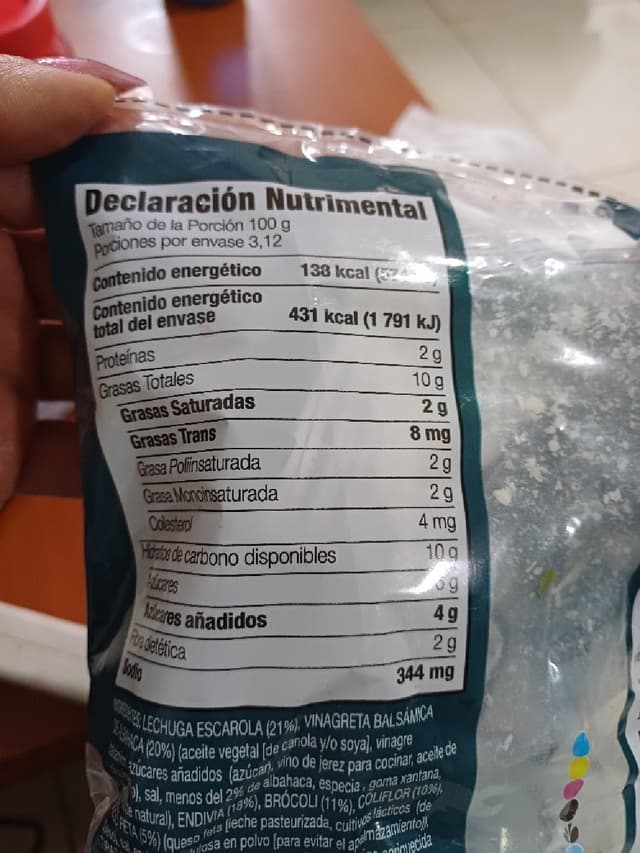 Declaración Nutrimental
Tamaño de la Porción 100 g
Porciones por envase 3,12
Contenido energético 138 kcal
Contenido energético
total del envase 431 kcal (1 791 kJ)
Proteínas 2 g
Grasas Totales 10 g
Grasas Saturadas 2 g
Grasas Trans 8 mg
Grasa Poliinsaturada 2 g
Grasa Monoinsaturada 2 g
Colesterol 4 mg
Hidratos de carbono disponibles 10 g
Azúcares g
Azúcares añadidos 4 g
Fibra dietética 2 g
Sodio 344 mg
LECHUGA ESCAROLA (21%), VINAGRETA BALSÁMICA
(20%) (aceite vegetal [de canola y/o soya], vinagre
azúcares añadidos (azúcar), vino de jerez para cocinar, aceite de
sal, menos del 2% de albahaca, especia, goma xantana,
natural), ENDIVIA (18%), BRÓCOLI (11%), COLIFLOR (10%),
FETA (5%) (queso feta [leche pasteurizada, cultivos lácticos (de
en polvo [para evitar el apelmazamiento],